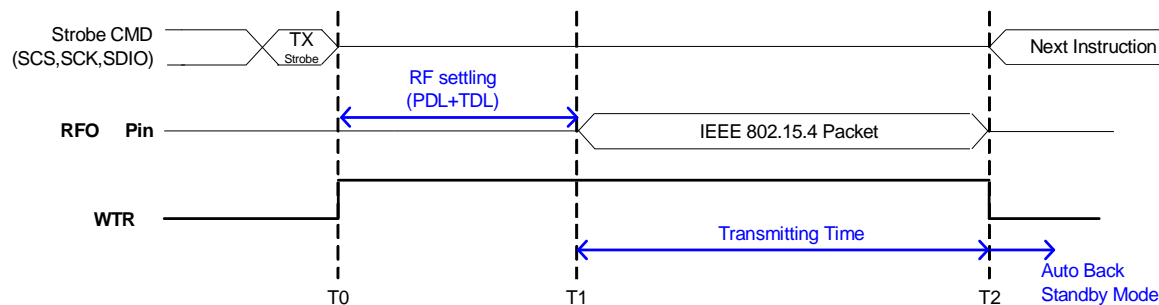 Strobe CMD
(SCS,SCK,SDIO)
TX
Strobe
Next Instruction
RF settling
(PDL+TDL)
RFO Pin
IEEE 802.15.4 Packet
WTR
Transmitting Time
Auto Back
Standby Mode
T0 T1 T2